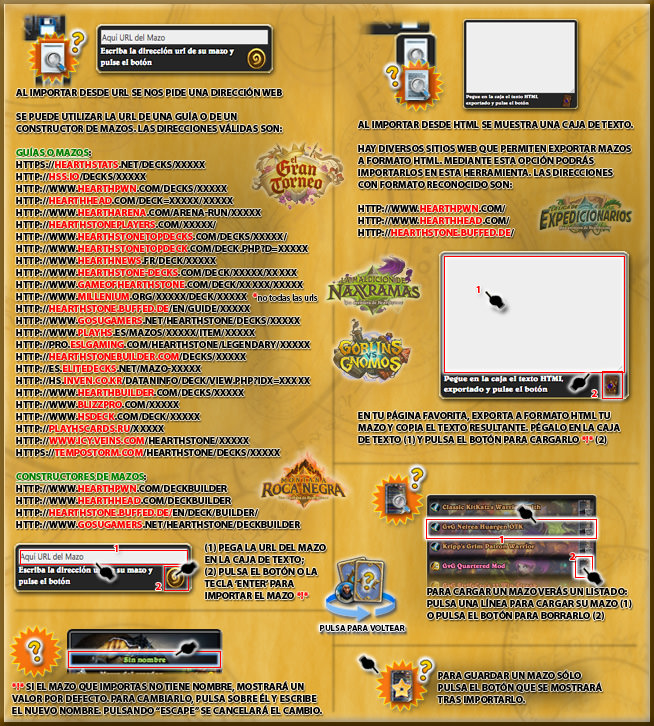 Aqui URL del Mazo
Escriba la dirección url de su mazo y
pulse el botón
AL IMPORTAR DESDE URL SE NOS PIDE UNA DIRECCIÓN WEB
SE PUEDE UTILIZAR LA URL DE UNA GUÍA O DE UN
CONSTRUCTOR DE MAZOS. LAS DIRECCIONES VÁLIDAS SON:
GUÍAS O MAZOS:
HTTPS://HEARTHSTATS.NET/DECKS/XXXXX
HTTP://HSS.IO/DECKS/XXXXX
HTTP://WWW.HEARTHPWN.COM/DECKS/XXXXX
HTTP://HEARTHHEAD.COM/DECK=XXXXX/XXXXX
HTTP://WWW.HEARTHARENA.COM/ARENA-RUN/XXXXX
HTTP://HEARTHSTONEPLAYERS.COM/XXXXX/
HTTP://WWW.HEARTHSTONETOPDECKS.COM/DECKS/XXXXX/
HTTP://WWW.HEARTHSTONETOPDECK.COM/DECK.PHP?D=XXXXX
HTTP://WWW.HEARTHNEWS.FR/DECK/XXXXX
HTTP://WWW.HEARTHSTONE-DECKS.COM/DECK/XXXXX/XXXXX
HTTP://WWW.GAMEOFHEARTHSTONE.COM/DECK/XXXXX/XXXXX
HTTP://WWW.MILLENIUM.ORG/XXXXX/DECK/XXXXX *no todas las urls
HTTP://HEARTHSTONE.BUFFED.DE/EN/GUIDE/XXXXX
HTTP://WWW.GOSUGAMERS.NET/HEARTHSTONE/DECKS/XXXXX
HTTP://WWW.PLAYHS.ES/MAZOS/XXXXX/ITEM/XXXXX
HTTP://PRO.ESLGAMING.COM/HEARTHSTONE/LEGENDARY/XXXXX
HTTP://HEARTHSTONEBUILDER.COM/DECKS/XXXXX
HTTP://ES.ELITEDECKS.NET/MAZO-XXXXX
HTTP://HS.INVEN.CO.KR/DATANINFO/DECK/VIEW.PHP?IDX=XXXXX
HTTP://WWW.HEARTHBUILDER.COM/DECKS/XXXXX
HTTP://WWW.BLIZZPRO.COM/XXXXX
HTTP://WWW.HSDECK.COM/DECK/XXXXX
HTTP://PLAYHSCARDS.RU/XXXXX
HTTP://WWW.ICY-VEINS.COM/HEARTHSTONE/XXXXX
HTTPS://TEMPOSTORM.COM/HEARTHSTONE/DECKS/XXXXX
CONSTRUCTORES DE MAZOS:
HTTP://WWW.HEARTHPWN.COM/DECKBUILDER
HTTP://WWW.HEARTHHEAD.COM/DECKBUILDER
HTTP://HEARTHSTONE.BUFFED.DE/EN/DECKBUILDER/
HTTP://WWW.GOSUGAMERS.NET/HEARTHSTONE/DECKBUILDER
Aqui URL del Mazo
1
Escriba la dirección url de su mazo y
pulse el botón
2
(1) PEGA LA URL DEL MAZO
EN LA CAJA DE TEXTO;
(2) PULSA EL BOTÓN O LA
TECLA 'ENTER' PARA
IMPORTAR EL MAZO *!*
Sin nombre
*!* SI EL MAZO QUE IMPORTAS NO TIENE NOMBRE, MOSTRARÁ UN
VALOR POR DEFECTO. PARA CAMBIARLO, PULSA SOBRE ÉL Y ESCRIBE
EL NUEVO NOMBRE. PULSANDO "ESCAPE" SE CANCELARÁ EL CAMBIO.
el Gran Torneo
LA MALDICIÓN DE
NAXXRAMAS
GOBLINS
GNOMOS
MONTAÑA
ROCA NEGRA
PULSA PARA VOLTEAR
Pegue en la caja el texto HTML,
exportado y pulse el botón
AL IMPORTAR DESDE HTML SE MUESTRA UNA CAJA DE TEXTO.
HAY DIVERSOS SITIOS WEB QUE PERMITEN EXPORTAR MAZOS
A FORMATO HTML. MEDIANTE ESTA OPCIÓN PODRÁS
IMPORTARLOS EN ESTA HERRAMIENTA. LAS DIRECCIONES
CON FORMATO RECONOCIDO SON:
HTTP://WWW.HEARTHPWN.COM/
HTTP://WWW.HEARTHHEAD.COM/
HTTP://HEARTHSTONE.BUFFED.DE/
EXPEDICIONARIOS
1
Pegue en la caja el texto HTML,
exportado y pulse el botón
2
EN TU PÁGINA FAVORITA, EXPORTA A FORMATO HTML TU
MAZO Y COPIA EL TEXTO RESULTANTE. PÉGALO EN LA CAJA
DE TEXTO (1) Y PULSA EL BOTÓN PARA CARGARLO *!* (2)
Classic KitKatz's Warrior
GvG Neirea Huargen OTK
1
Kripp's Grim Patron Warrior
GvG Quartered Mod
2
PARA CARGAR UN MAZO VERÁS UN LISTADO:
PULSA UNA LÍNEA PARA CARGAR SU MAZO (1)
O PULSA EL BOTÓN PARA BORRARLO (2)
PARA GUARDAR UN MAZO SÓLO
PULSA EL BOTÓN QUE SE MOSTRARÁ
TRAS IMPORTARLO.